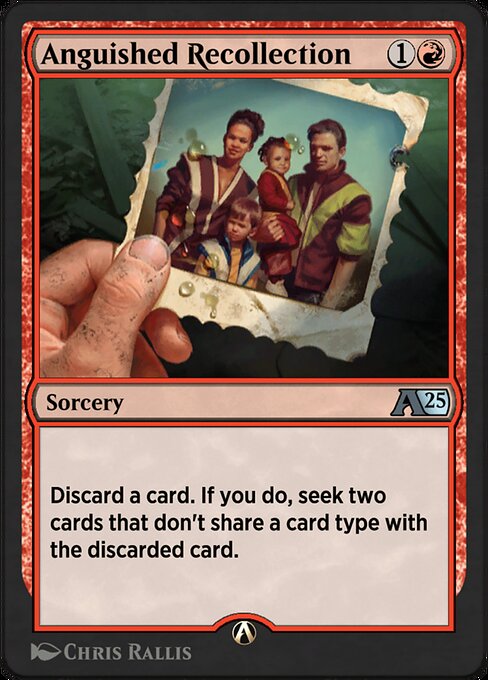 Anguished Recollection 1
Sorcery A25
Discard a card. If you do, seek two
cards that don't share a card type with
the discarded card.
CHRIS RALLIS